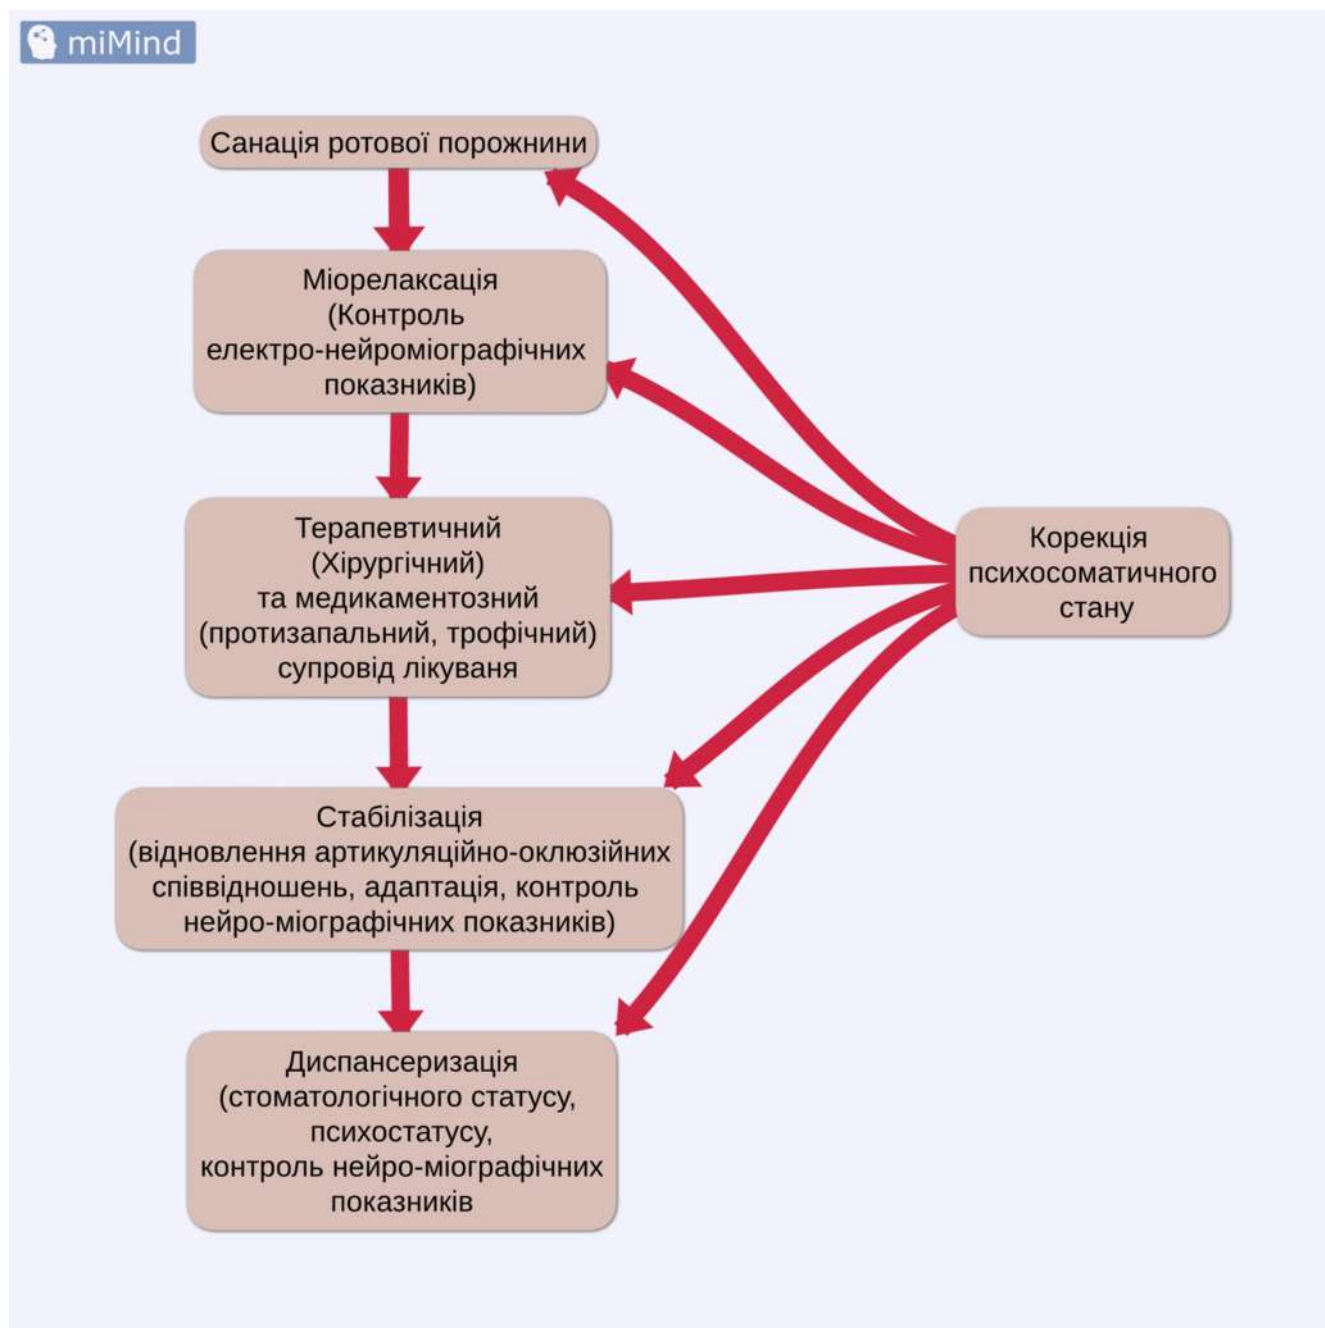 miMind
Санація ротової порожнини
Міорелаксація
(Контроль
електро-нейроміографічних
показників)
Терапевтичний
(Хірургічний)
та медикаментозний
(протизапальний, трофічний)
супровід лікуваня
Корекція
психосоматичного
стану
Стабілізація
(відновлення артикуляційно-оклюзійних
співвідношень, адаптація, контроль
нейро-міографічних показників)
Диспансеризація
(стоматологічного статусу,
психостатусу,
контроль нейро-міографічних
показників